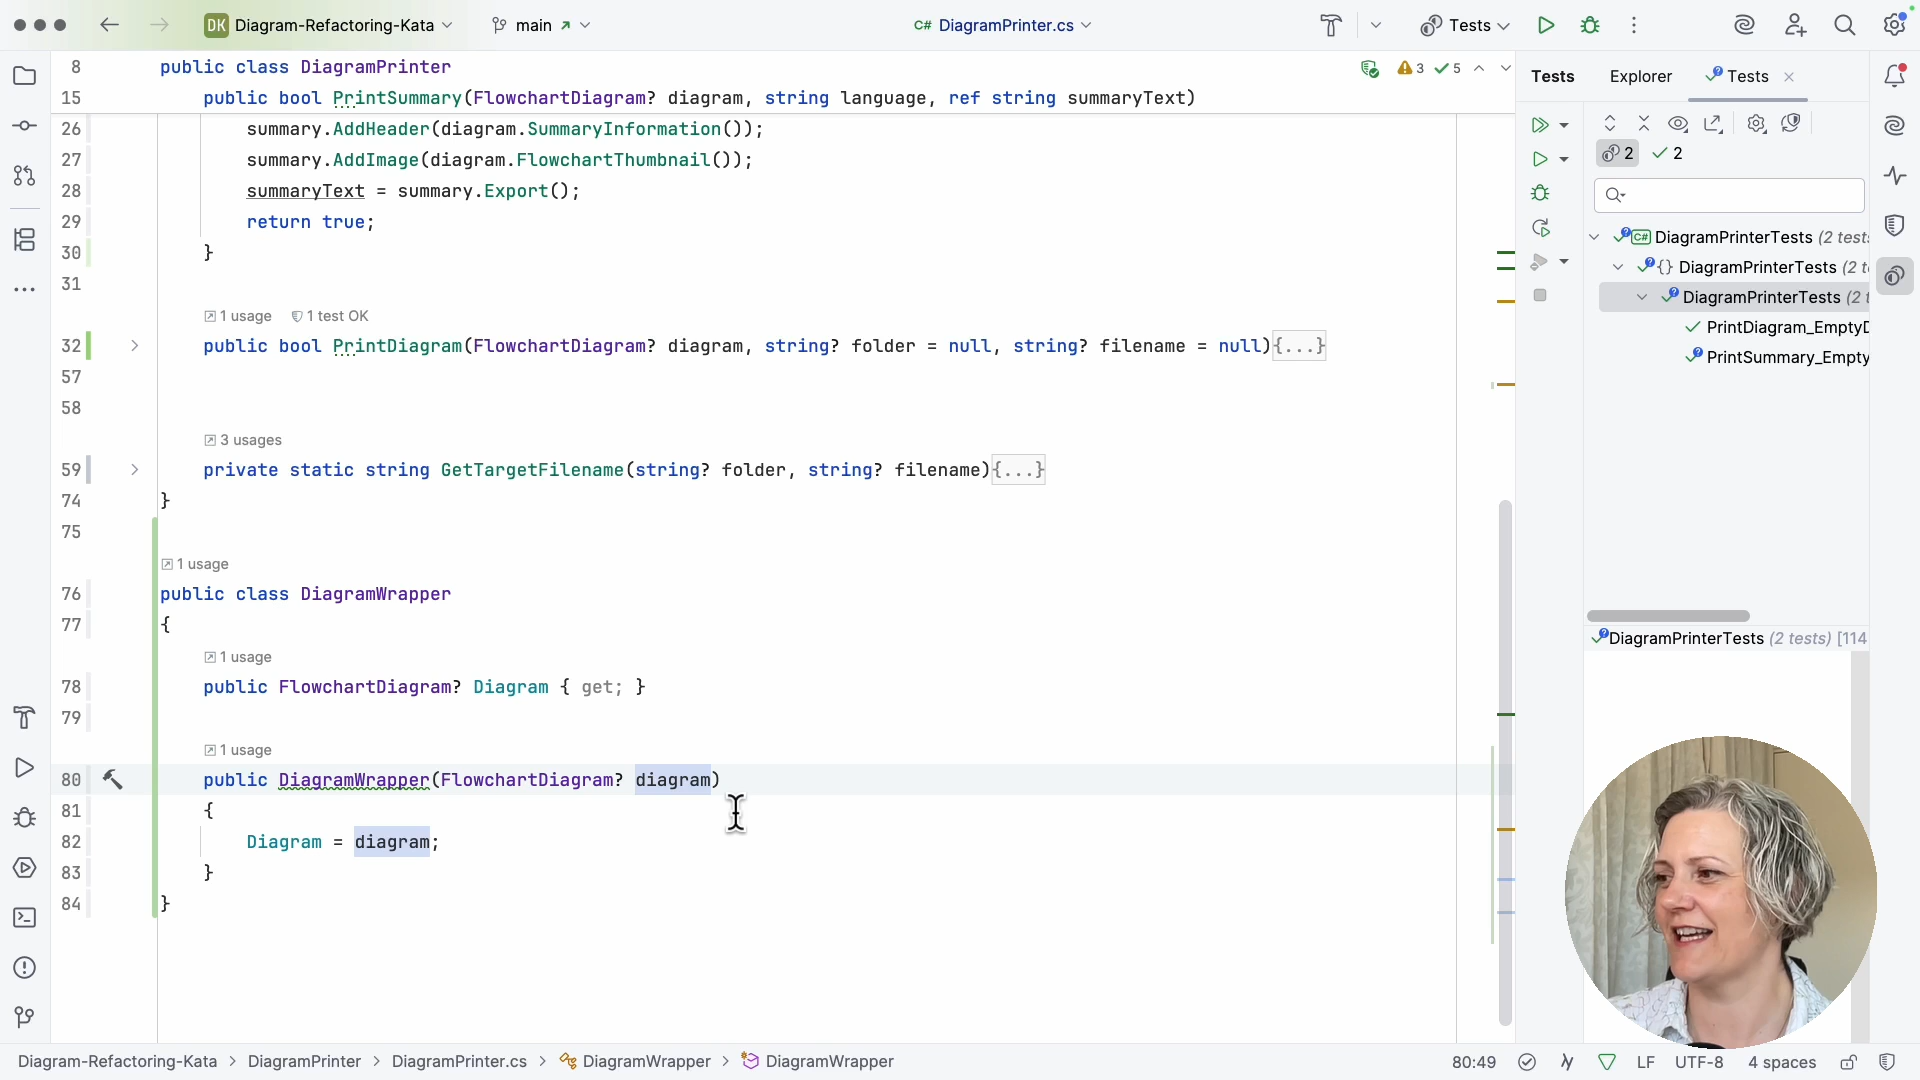 DK Diagram-Refactoring-Kata main C# DiagramPrinter.cs Tests
8 public class DiagramPrinter 3 5
15 public bool PrintSummary(FlowchartDiagram? diagram, string language, ref string summaryText)
26 summary.AddHeader(diagram.SummaryInformation());
27 summary.AddImage(diagram.FlowchartThumbnail());
28 summaryText = summary.Export();
29 return true;
30 }
31
1 usage 1 test OK
32 public bool PrintDiagram(FlowchartDiagram? diagram, string? folder = null, string? filename = null){...}
57
58
3 usages
59 private static string GetTargetFilename(string? folder, string? filename){...}
74 }
75
1 usage
76 public class DiagramWrapper
77 {
1 usage
78 public FlowchartDiagram? Diagram { get; }
79
1 usage
80 public DiagramWrapper(FlowchartDiagram? diagram)
81 {
82 Diagram = diagram;
83 }
84 }
Tests Explorer Tests
2 2
C# DiagramPrinterTests (2 tests
{} DiagramPrinterTests (2 t
DiagramPrinterTests (2
PrintDiagram_EmptyD
PrintSummary_Empty
DiagramPrinterTests (2 tests) [114
Diagram-Refactoring-Kata > DiagramPrinter > DiagramPrinter.cs > DiagramWrapper > DiagramWrapper 80:49 LF UTF-8 4 spaces